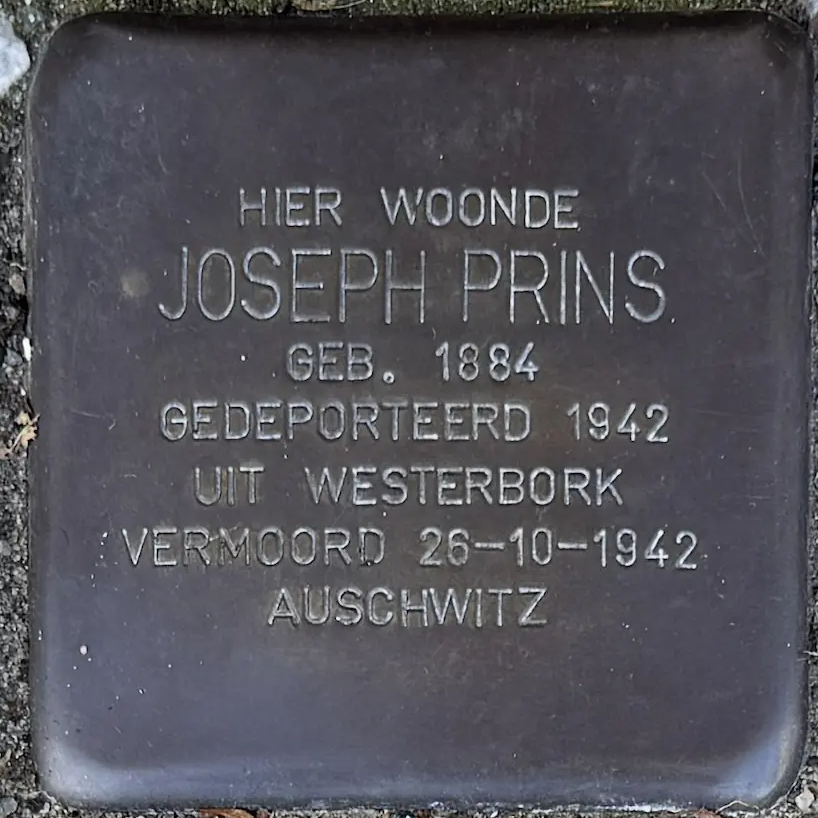 HIER WOONDE
JOSEPH PRINS
GEB. 1884
GEDEPORTEERD 1942
UIT WESTERBORK
VERMOORD 26-10-1942
AUSCHWITZ